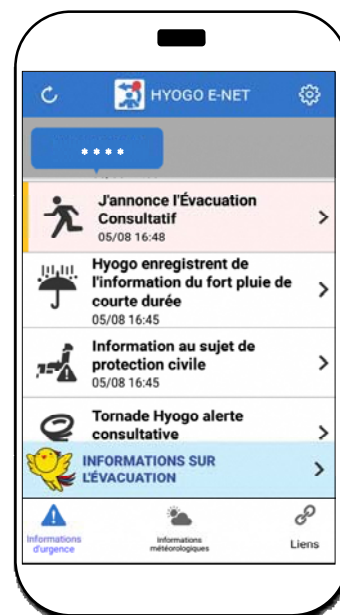 HYOGO E-NET
****
J'annonce l'Évacuation
Consultatif
05/08 16:48
Hyogo enregistrent de
l'information du fort pluie de
courte durée
05/08 16:45
Information au sujet de
protection civile
05/08 16:45
Tornade Hyogo alerte
consultative
INFORMATIONS SUR
L'ÉVACUATION
Informations
d'urgence
Informations
météorologiques
Liens